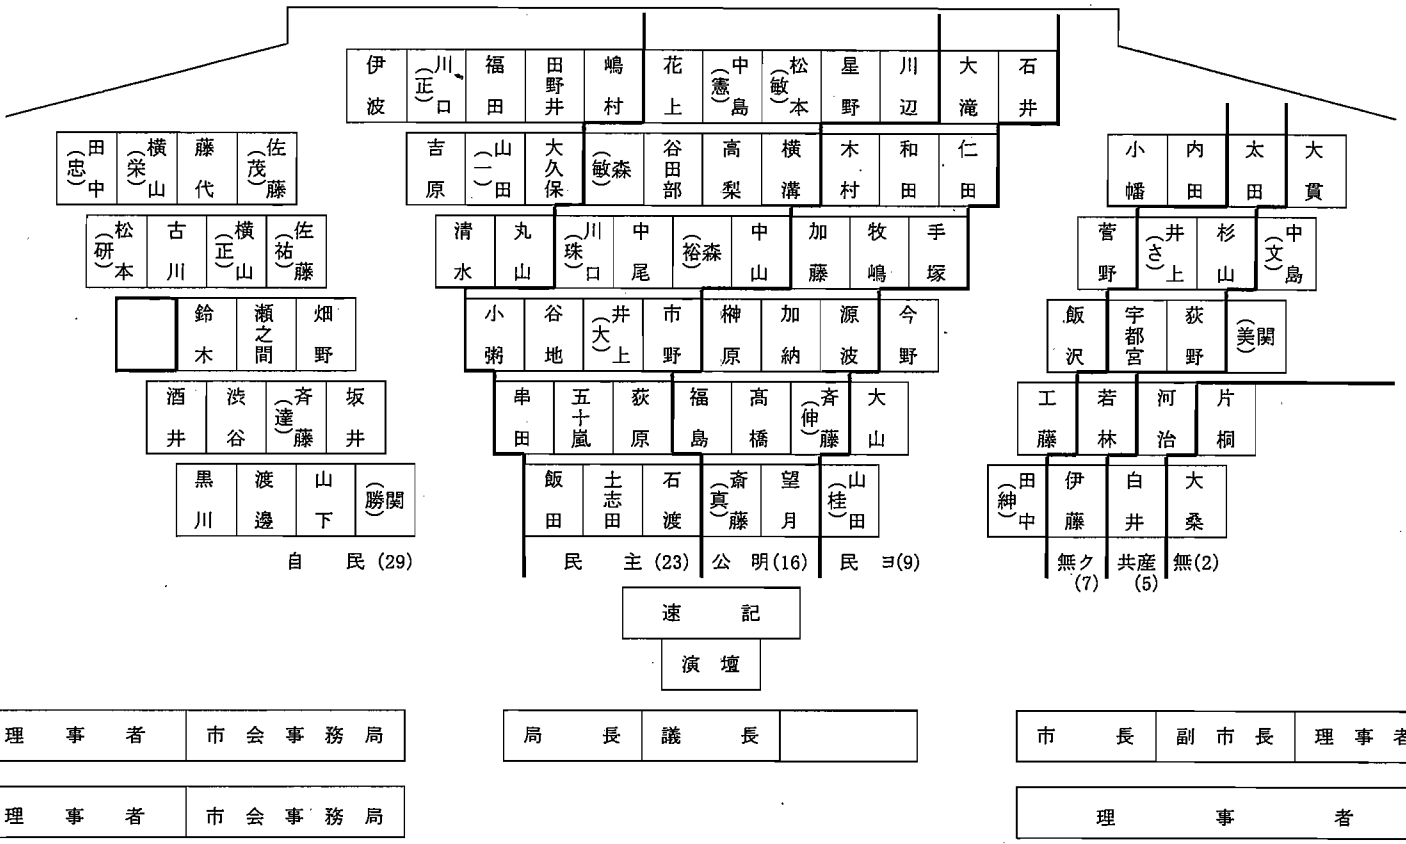 伊波 川口(正) 福田 田野井 嶋村 花上 中島(憲) 松本(敏) 星野 川辺 大滝 石井
田中(忠) 横山(栄) 藤代 佐藤(茂) 吉原 山田(一) 大久保 森(敏) 谷田部 高梨 横溝 木村 和田 仁田 小幡 内田 太田 大貫
松本(研) 古川 横山(正) 佐藤(祐) 清水 丸山 川口(珠) 中尾 森(裕) 中山 加藤 牧嶋 手塚 菅野 井上(さ) 杉山 中島(文)
鈴木 瀬之間 畑野 小粥 谷地 井上(大) 市野 榊原 加納 源波 今野 飯沢 宇都宮 荻野 関(美)
酒井 渋谷 斉藤(達) 坂井 串田 五十嵐 荻原 福島 髙橋 斉藤(伸) 大山 工藤 若林 河治 片桐
黒川 渡邊 山下 関(勝) 飯田 土志田 石渡 斎藤(真) 望月 山田(桂) 田中(紳) 伊藤 白井 大桑
自民(29) 民主(23) 公明(16) 民ヨ(9) 無ク(7) 共産(5) 無(2)
速記
演壇
理事者 市会事務局 局長 議長 市長 副市長 理事者
理事者 市会事務局 理事者